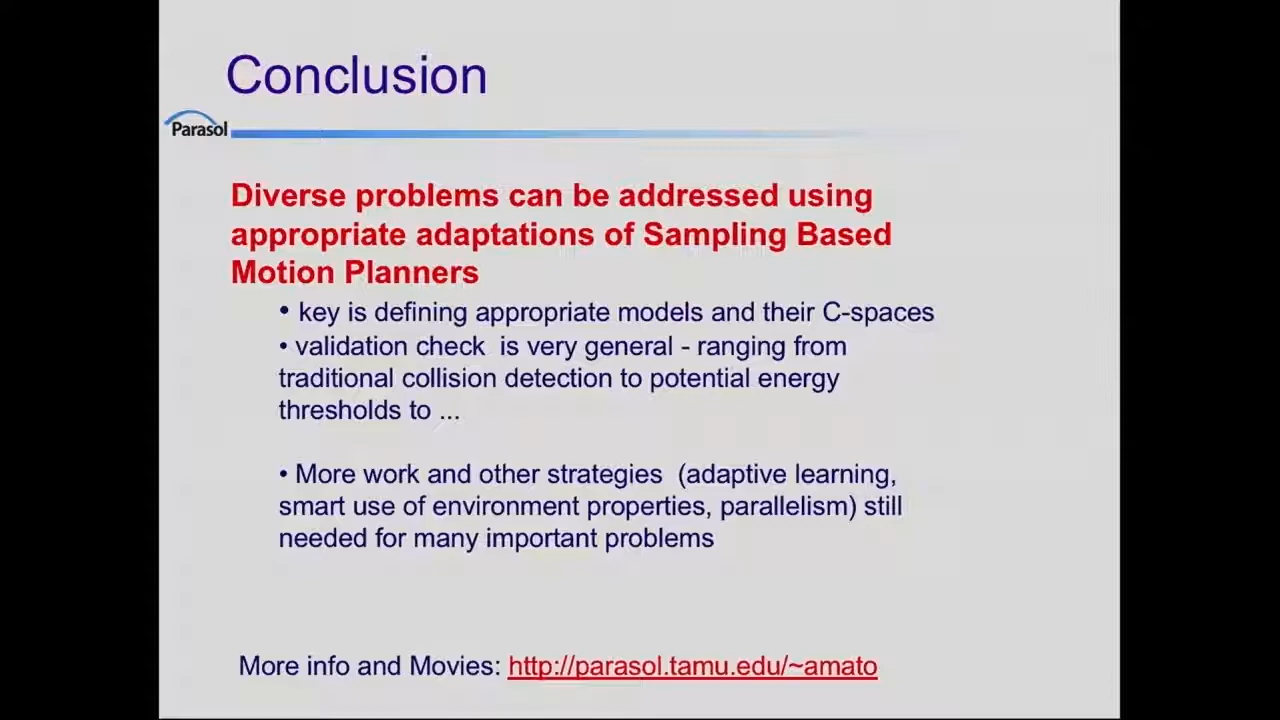 Conclusion
Parasol
Diverse problems can be addressed using
appropriate adaptations of Sampling Based
Motion Planners
• key is defining appropriate models and their C-spaces
• validation check  is very general - ranging from
traditional collision detection to potential energy
thresholds to ...
• More work and other strategies  (adaptive learning,
smart use of environment properties, parallelism) still
needed for many important problems
More info and Movies: http://parasol.tamu.edu/~amato